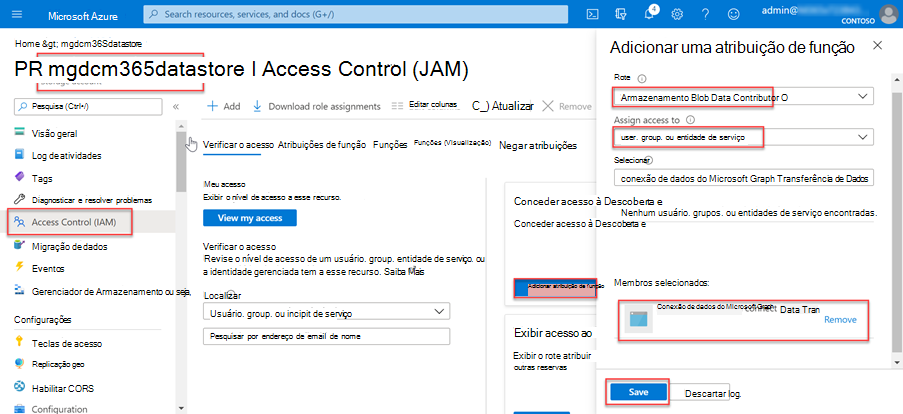 Microsoft Azure
Search resources, services, and docs (G+/)
4
admin@
CONTOSO
Home &gt; mgdcm36Sdatastore
PR mgdcm365datastore I Access Control (JAM)
Pesquisa (Ctrl+/)
Visão geral
Log de atividades
Tags
Diagnosticar e resolver problemas
Access Control (IAM)
Migração de dados
Eventos
Gerenciador de Armazenamento ou seja,
Configurações
Teclas de acesso
Replicação geo
Habilitar CORS
Configuration
Add
Download role assignments
Editar colunas
C_) Atualizar
Remove
Verificar o acesso
Atribuições de função
Funções
Funções (Visualização)
Negar atribuições
Meu acesso
Exibir o nível de acesso a esse recurso.
View my access
Verificar o acesso
Revise o nível de acesso de um usuário. group. entidade de serviço. ou
a identidade gerenciada tem a esse recurso. Saiba Mais
Localizar
Usuário. group. ou incipit de serviço
Pesquisar por endereço de email de nome
Conceder acesso à Descoberta e
Conceder acesso à Descoberta e
Adicionar atribuição de função
Exibir acesso ao
Exibir o rote atribuir
outras reservas
Adicionar uma atribuição de função
Rote
Armazenamento Blob Data Contributor O
Assign access to
user. group. ou entidade de serviço
Selecionar
conexão de dados do Microsoft Graph Transferência de Dados
Nenhum usuário. grupos. ou entidades de serviço encontradas.
Membros selecionados:
Conexão de dados do Microsoft Graph
connect Data Tran
Remove
Save
Descartar log.